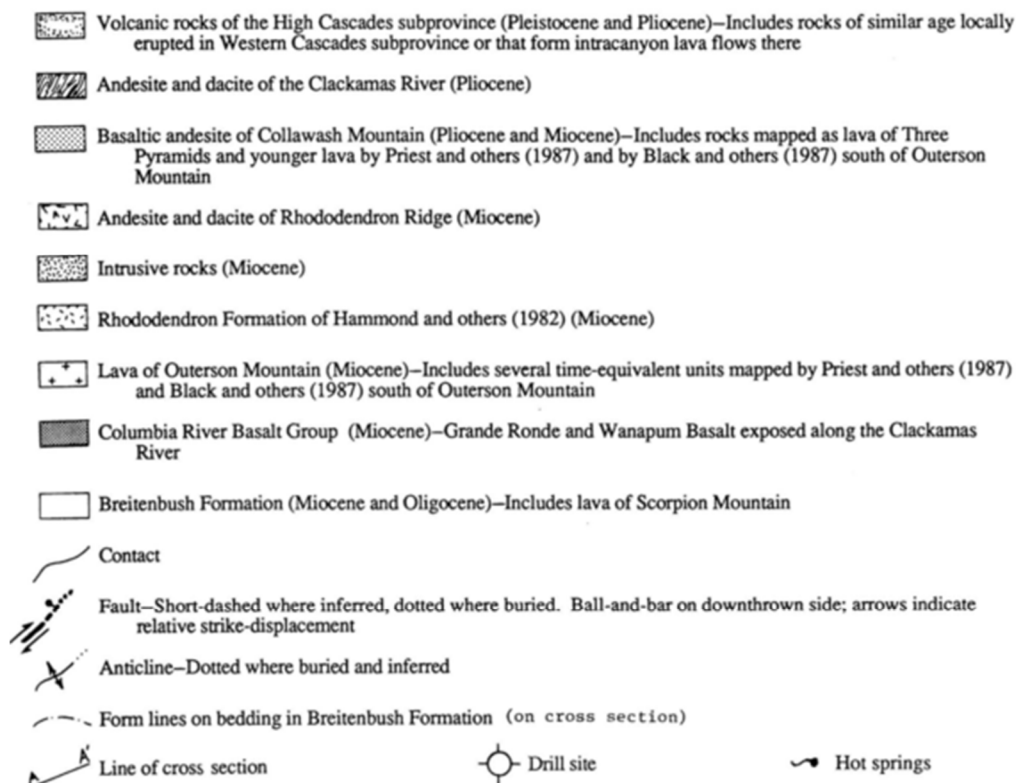 Volcanic rocks of the High Cascades subprovince (Pleistocene and Pliocene)–Includes rocks of similar age locally
erupted in Western Cascades subprovince or that form intracanyon lava flows there
Andesite and dacite of the Clackamas River (Pliocene)
Basaltic andesite of Collawash Mountain (Pliocene and Miocene)–Includes rocks mapped as lava of Three
Pyramids and younger lava by Priest and others (1987) and by Black and others (1987) south of Outerson
Mountain
Andesite and dacite of Rhododendron Ridge (Miocene)
Intrusive rocks (Miocene)
Rhododendron Formation of Hammond and others (1982) (Miocene)
Lava of Outerson Mountain (Miocene)–Includes several time-equivalent units mapped by Priest and others (1987)
and Black and others (1987) south of Outerson Mountain
Columbia River Basalt Group (Miocene)–Grande Ronde and Wanapum Basalt exposed along the Clackamas
River
Breitenbush Formation (Miocene and Oligocene)–Includes lava of Scorpion Mountain
Contact
Fault–Short-dashed where inferred, dotted where buried. Ball-and-bar on downthrown side; arrows indicate
relative strike-displacement
Anticline–Dotted where buried and inferred
Form lines on bedding in Breitenbush Formation (on cross section)
A A' Line of cross section Drill site Hot springs